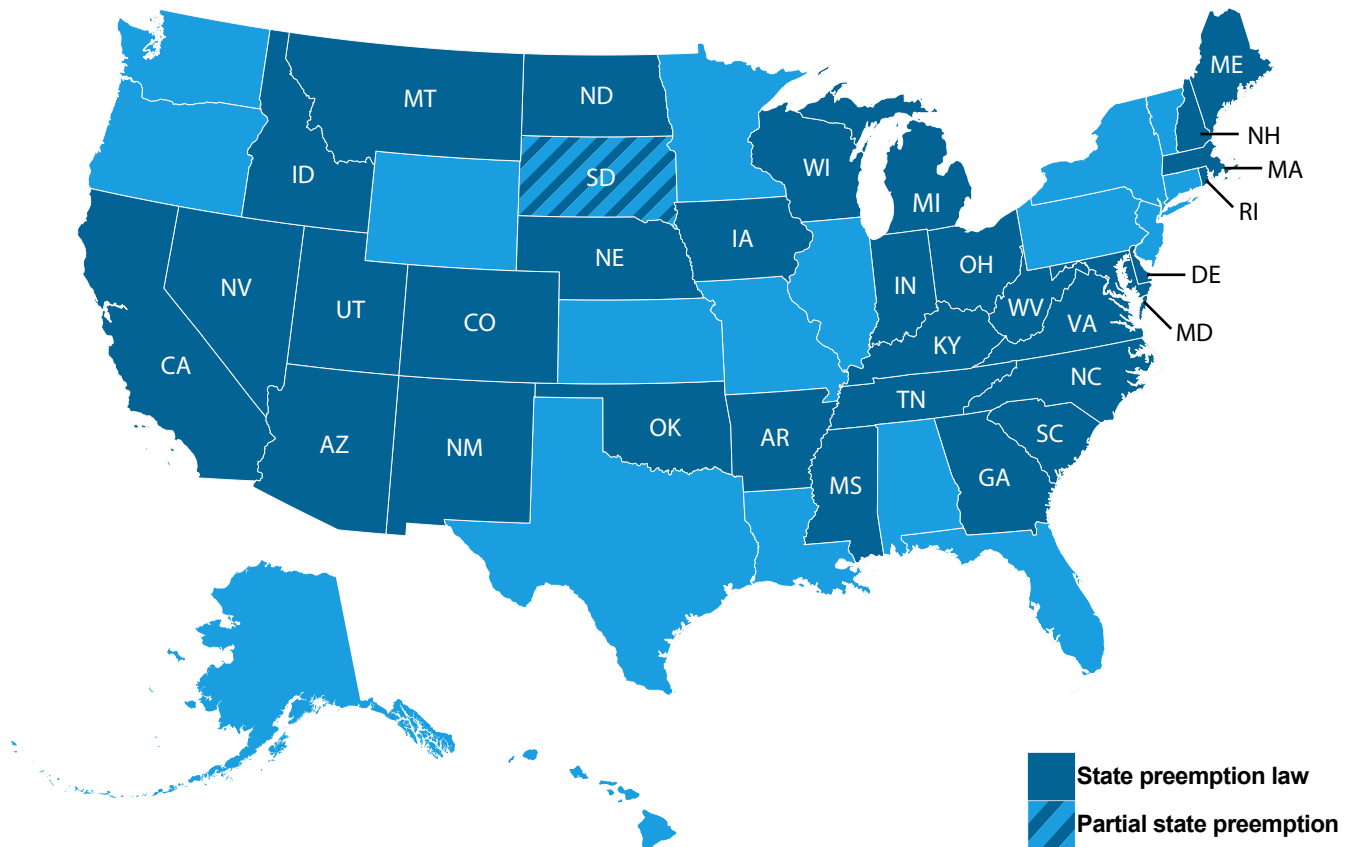 ME
MT
ND
NH
WI
MA
ID
SD
MI
RI
IA
NE
OH
IN
DE
NV
UT
WV
CO
VA
MD
KY
CA
NC
TN
OK
AR
SC
AZ
NM
GA
MS
State preemption law
Partial state preemption